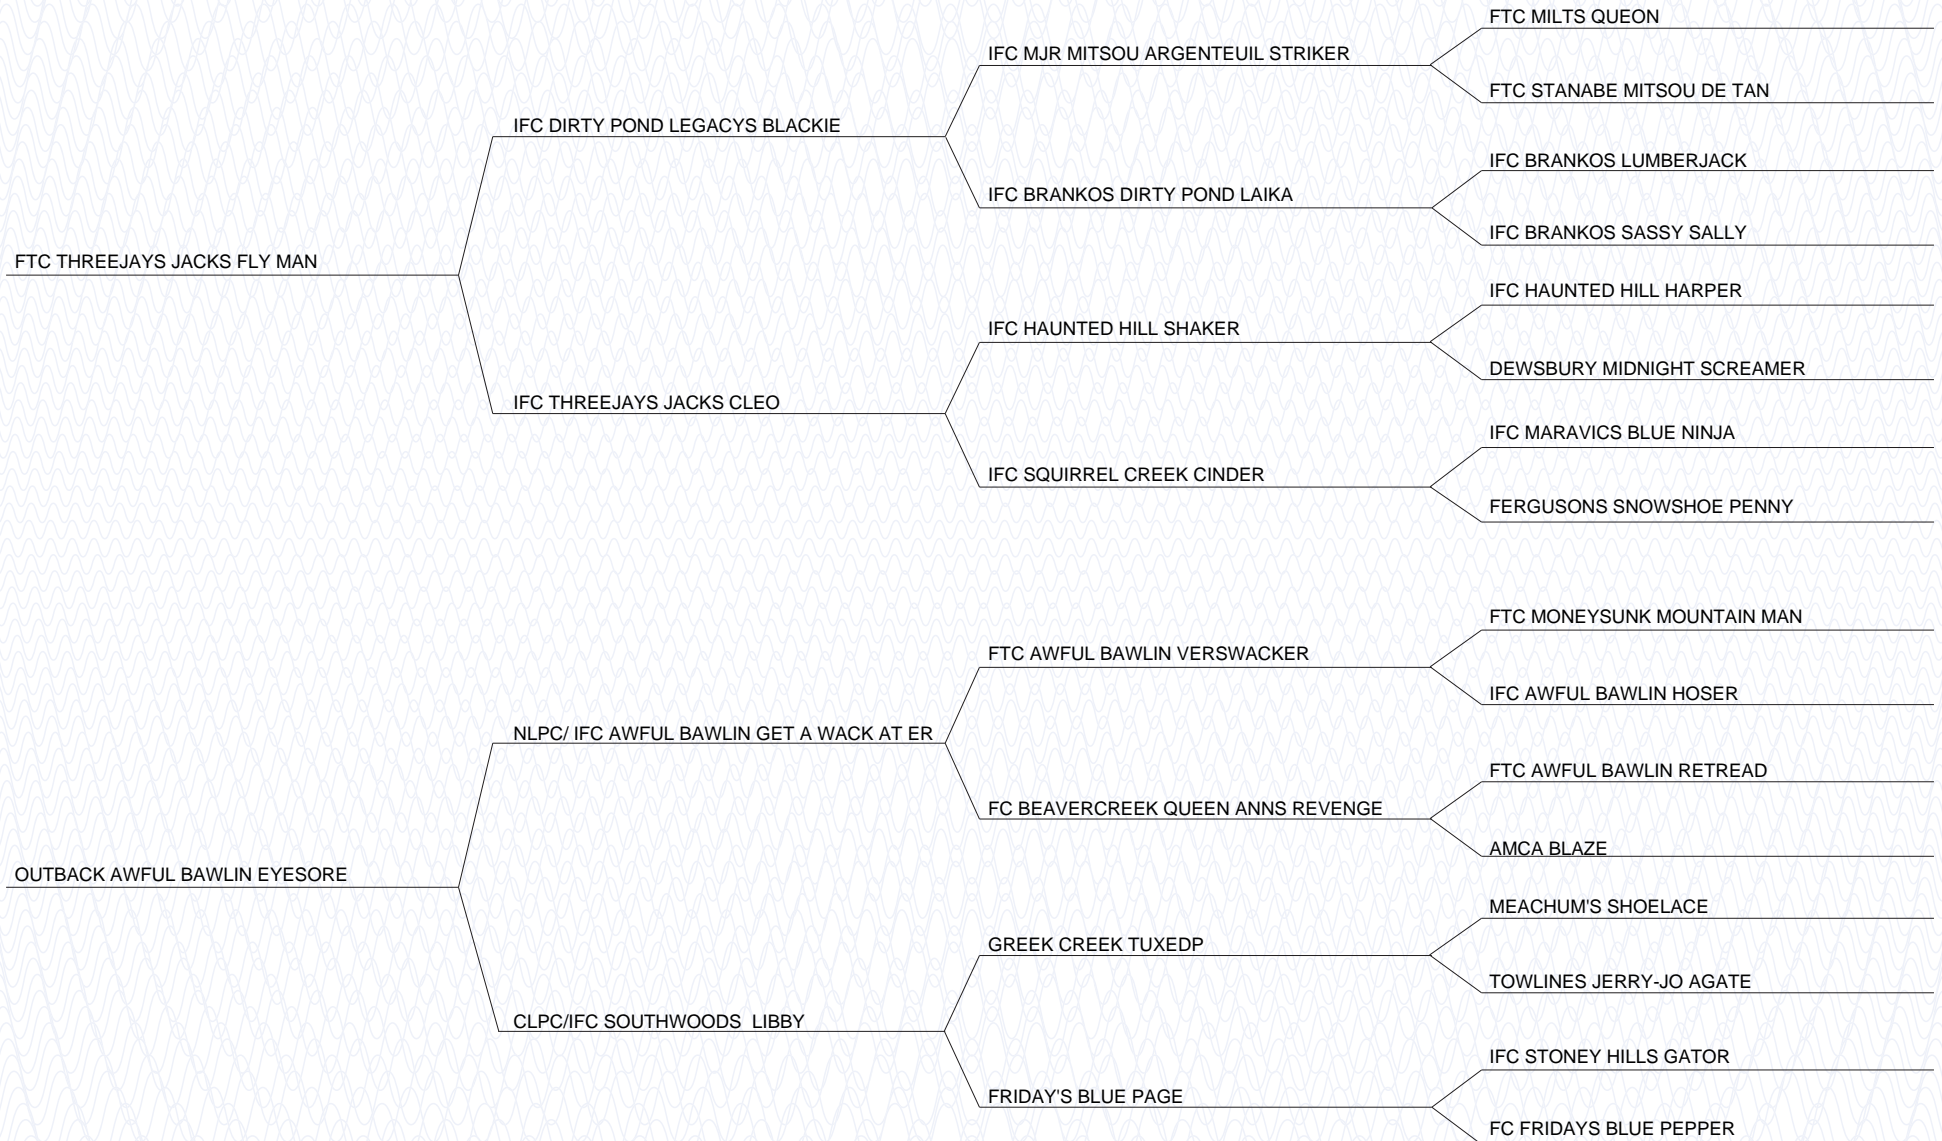 FTC MILTS QUEON
IFC MJR MITSOU ARGENTEUIL STRIKER
FTC STANABE MITSOU DE TAN
IFC DIRTY POND LEGACYS BLACKIE
IFC BRANKOS LUMBERJACK
IFC BRANKOS DIRTY POND LAIKA
IFC BRANKOS SASSY SALLY
FTC THREEJAYS JACKS FLY MAN
IFC HAUNTED HILL HARPER
IFC HAUNTED HILL SHAKER
DEWSBURY MIDNIGHT SCREAMER
IFC THREEJAYS JACKS CLEO
IFC MARAVICS BLUE NINJA
IFC SQUIRREL CREEK CINDER
FERGUSONS SNOWSHOE PENNY
FTC MONEYSUNK MOUNTAIN MAN
FTC AWFUL BAWLIN VERSWACKER
IFC AWFUL BAWLIN HOSER
NLPC/ IFC AWFUL BAWLIN GET A WACK AT ER
FTC AWFUL BAWLIN RETREAD
FC BEAVERCREEK QUEEN ANNS REVENGE
AMCA BLAZE
OUTBACK AWFUL BAWLIN EYESORE
MEACHUM'S SHOELACE
GREEK CREEK TUXEDP
TOWLINES JERRY-JO AGATE
CLPC/IFC SOUTHWOODS  LIBBY
IFC STONEY HILLS GATOR
FRIDAY'S BLUE PAGE
FC FRIDAYS BLUE PEPPER